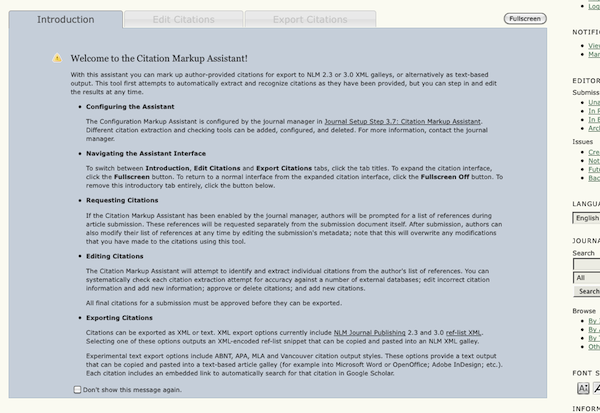 Introduction
Edit Citations
Export Citations
Fullscreen
Welcome to the Citation Markup Assistant!
With this assistant you can mark up author-provided citations for export to NLM 2.3 or 3.0 XML galleys, or alternatively as text-based
output. This tool first attempts to automatically extract and recognize citations as they have been provided, but you can step in and edit
the results at any time.
• Configuring the Assistant
The Configuration Markup Assistant is configured by the journal manager in Journal Setup Step 3.7: Citation Markup Assistant.
Different citation extraction and checking tools can be added, configured, and deleted. For more information, contact the journal
manager.
• Navigating the Assistant Interface
To switch between Introduction, Edit Citations and Export Citations tabs, click the tab titles. To expand the citation interface,
click the Fullscreen button. To return to a normal interface from the expanded citation interface, click the Fullscreen Off button. To
remove this introductory tab entirely, click the button below.
• Requesting Citations
If the Citation Markup Assistant has been enabled by the journal manager, authors will be prompted for a list of references during
article submission. These references will be requested separately from the submission document itself. After submission, authors can
also modify their list of references at any time by editing the submission's metadata; note that this will overwrite any modifications
that you have made to the citations using this tool.
• Editing Citations
The Citation Markup Assistant will attempt to identify and extract individual citations from the author's list of references. You can
systematically check each citation extraction attempt for accuracy against a number of external databases; edit incorrect citation
information and add new information; approve or delete citations; and add new citations.
All final citations for a submission must be approved before they can be exported.
• Exporting Citations
Citations can be exported as XML or text. XML export options currently include NLM Journal Publishing 2.3 and 3.0 ref-list XML.
Selecting one of these options outputs an XML-encoded ref-list snippet that can be copied and pasted into an NLM XML galley.
Experimental text export options include ABNT, APA, MLA and Vancouver citation output styles. These options provide a text output
that can be copied and pasted into a text-based article galley (for example into Microsoft Word or OpenOffice; Adobe InDesign; etc.).
Each citation includes an embedded link to automatically search for that citation in Google Scholar.
Don't show this message again.
Log
NOTIFI
Vie
Mar
EDITOR
Submiss
Una
In R
In E
Arc
Issues
Cre
Not
Futu
Bac
LANGUA
English
JOURNA
Search
All
Search
Browse
By I
By A
By T
Oth
FONT S
INFORM